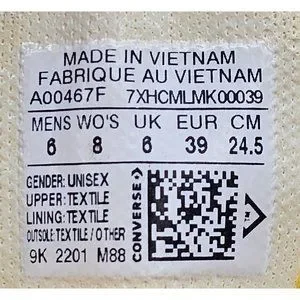 MADE IN VIETNAM
FABRIQUE AU VIETNAM
A00467F 7XHCMLMK00039
MENS WO'S UK EUR CM
6 8 6 39 24.5
GENDER: UNISEX
UPPER: TEXTILE
LINING: TEXTILE
OUTSOLE: TEXTILE / OTHER
9K 2201 M88
CONVERSE
TM